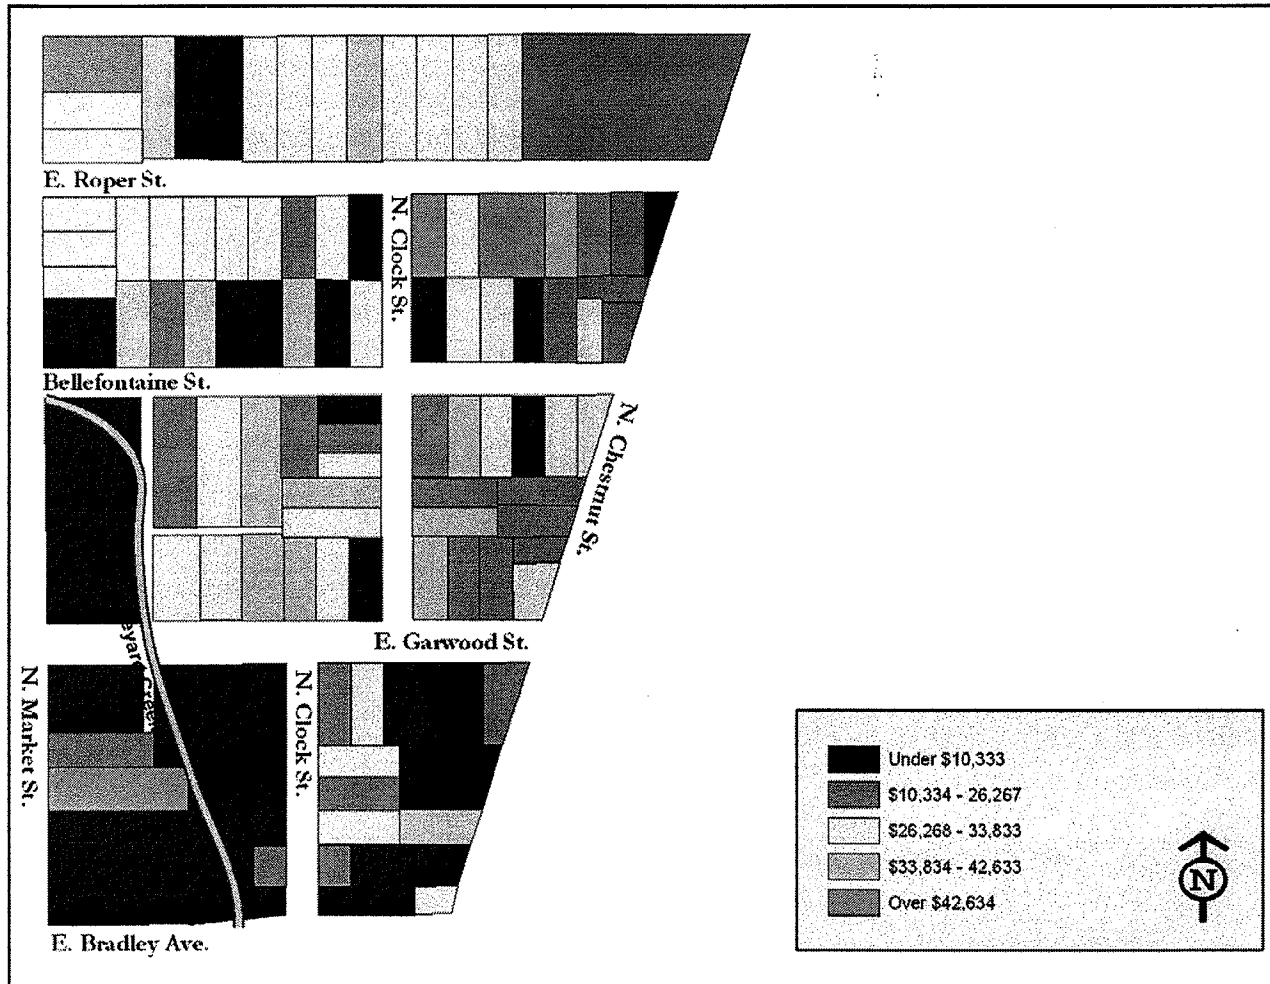 E. Roper St.
N. Clock St.
Bellefontaine St.
N. Chestnut St.
E. Garwood St.
N. Market St.
N. Clock St.
E. Bradley Ave.
Under $10,333
$10,334 - 26,267
$26,268 - 33,833
$33,834 - 42,633
Over $42,634
N